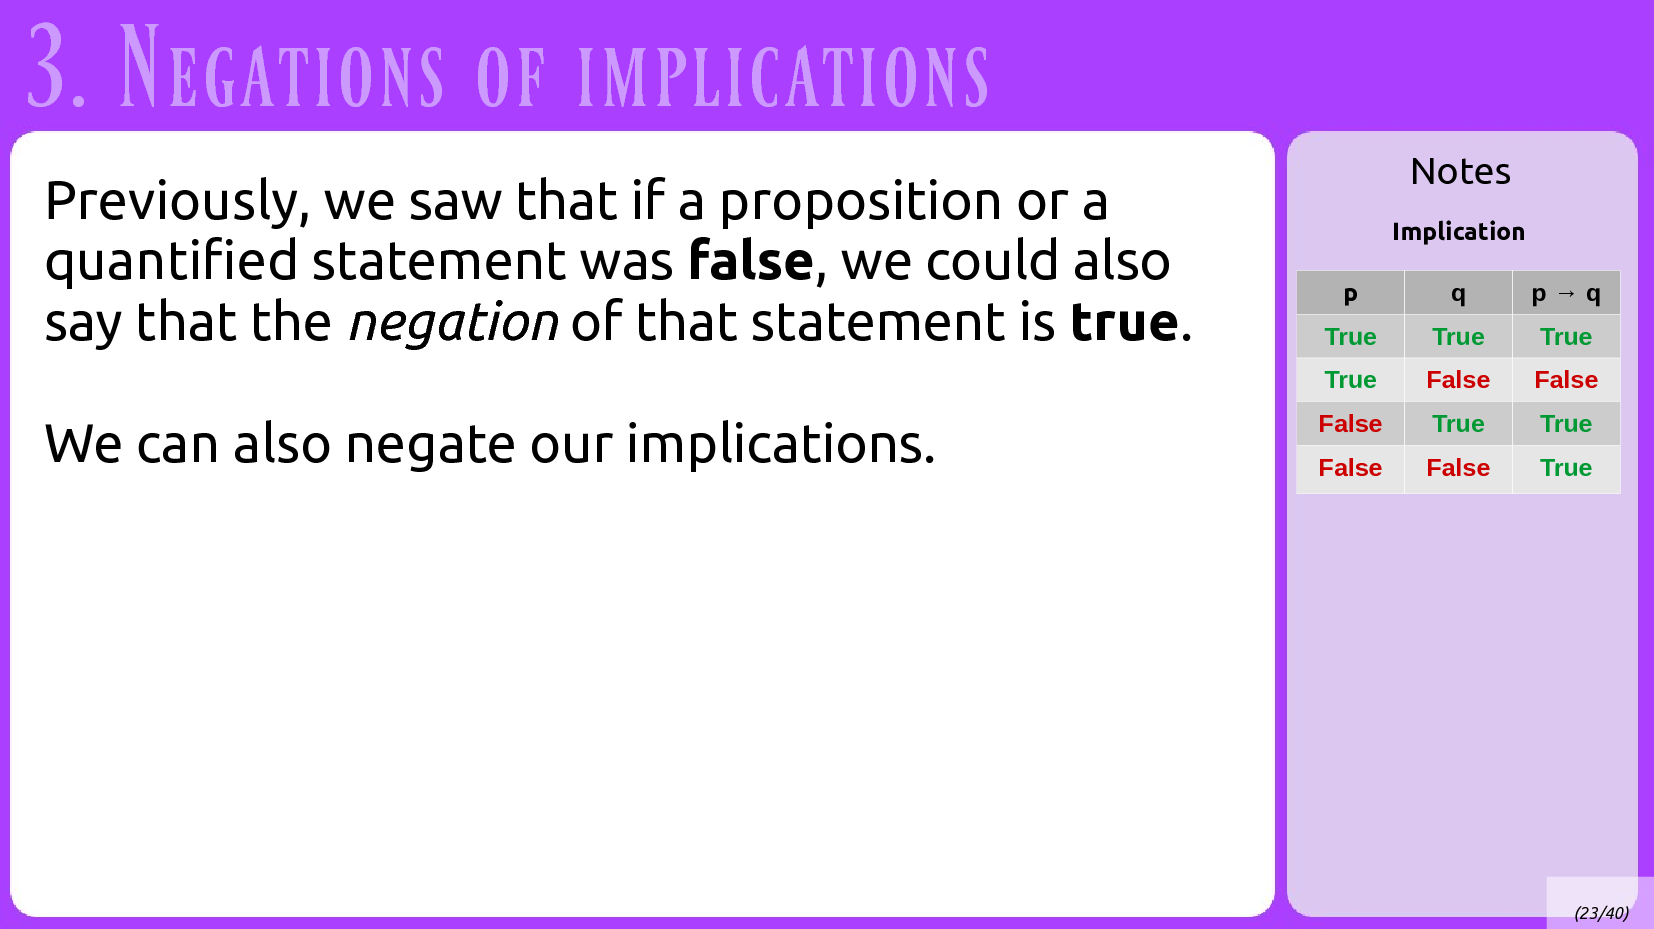 3. Negations of implications
Previously, we saw that if a proposition or a
quantified statement was false, we could also
say that the negation of that statement is true.
We can also negate our implications.
Notes
Implication
p q p → q
True True True
True False False
False True True
False False True
(23/40)